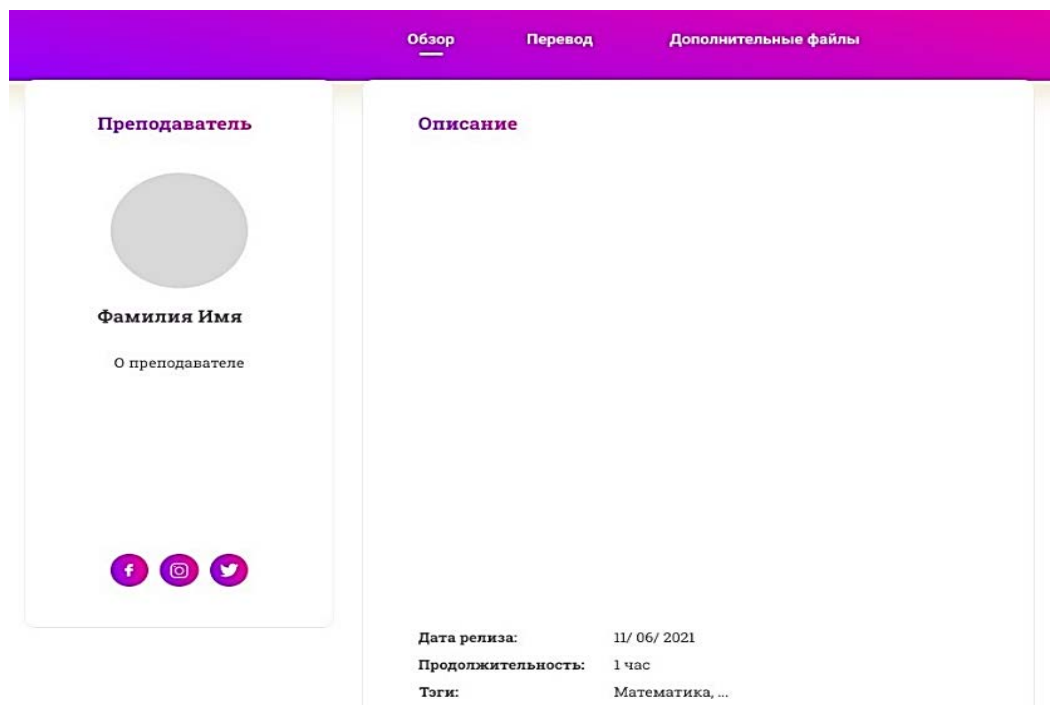 Обзор Перевод Дополнительные файлы
Преподаватель
Фамилия Имя
О преподавателе
Описание
Дата релиза: 11/ 06/ 2021
Продолжительность: 1 час
Тэги: Математика, ...